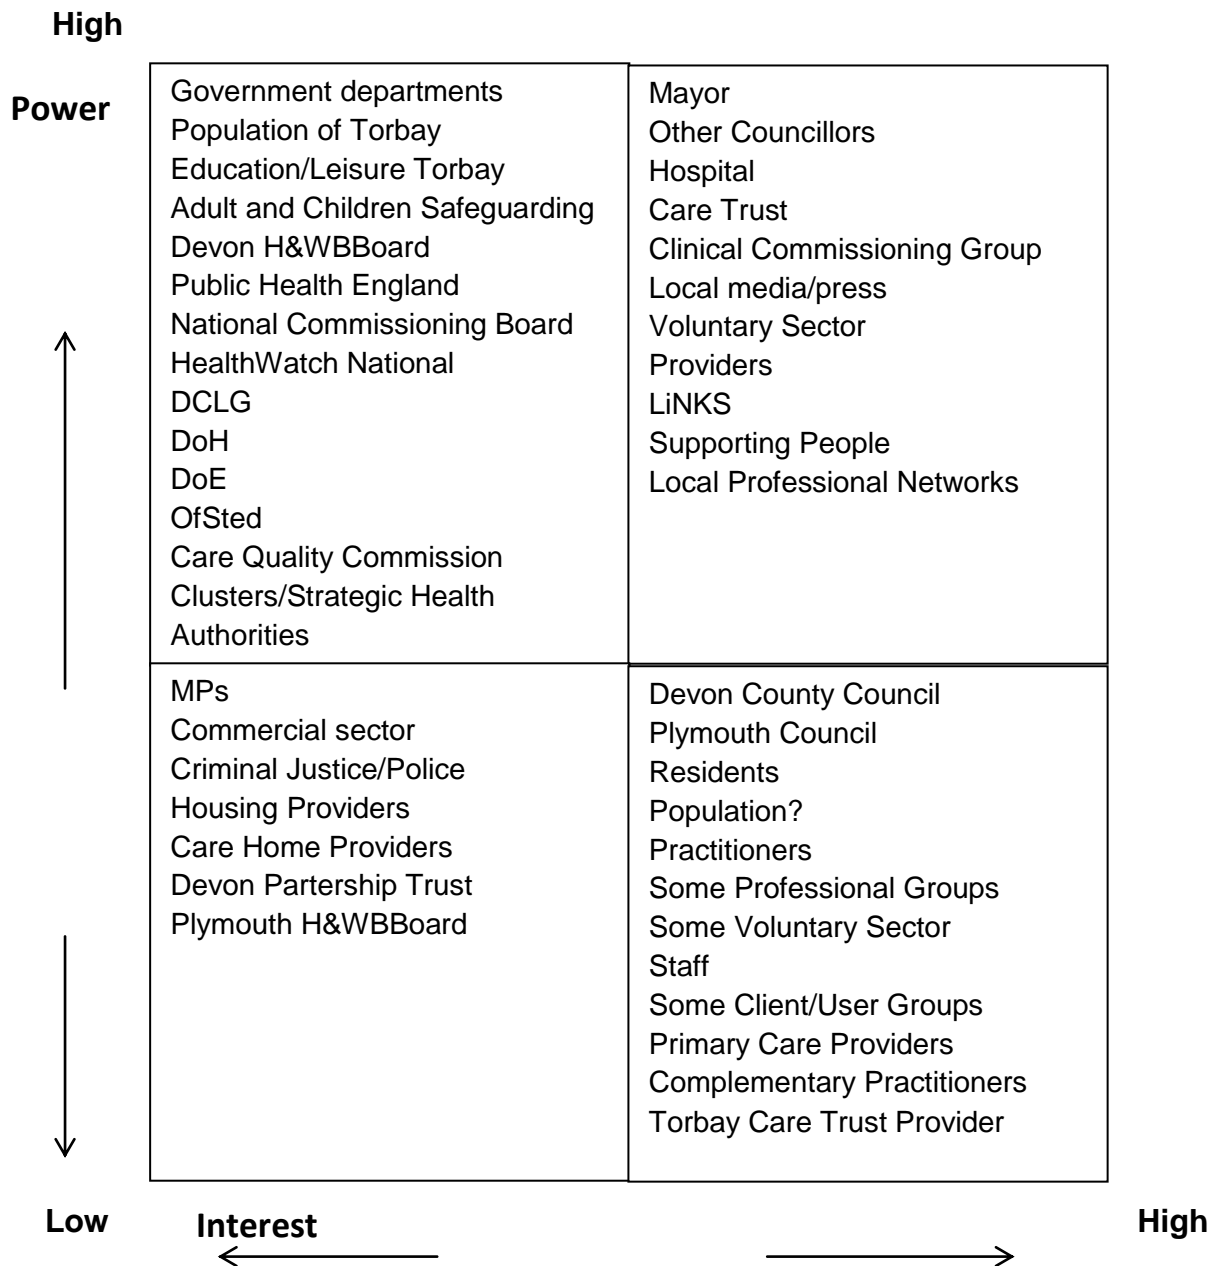 High
Power
Government departments
Population of Torbay
Education/Leisure Torbay
Adult and Children Safeguarding
Devon H&WBBoard
Public Health England
National Commissioning Board
HealthWatch National
DCLG
DoH
DoE
OfSted
Care Quality Commission
Clusters/Strategic Health
Authorities
Mayor
Other Councillors
Hospital
Care Trust
Clinical Commissioning Group
Local media/press
Voluntary Sector
Providers
LiNKS
Supporting People
Local Professional Networks
MPs
Commercial sector
Criminal Justice/Police
Housing Providers
Care Home Providers
Devon Partership Trust
Plymouth H&WBBoard
Devon County Council
Plymouth Council
Residents
Population?
Practitioners
Some Professional Groups
Some Voluntary Sector
Staff
Some Client/User Groups
Primary Care Providers
Complementary Practitioners
Torbay Care Trust Provider
Low
Interest
High